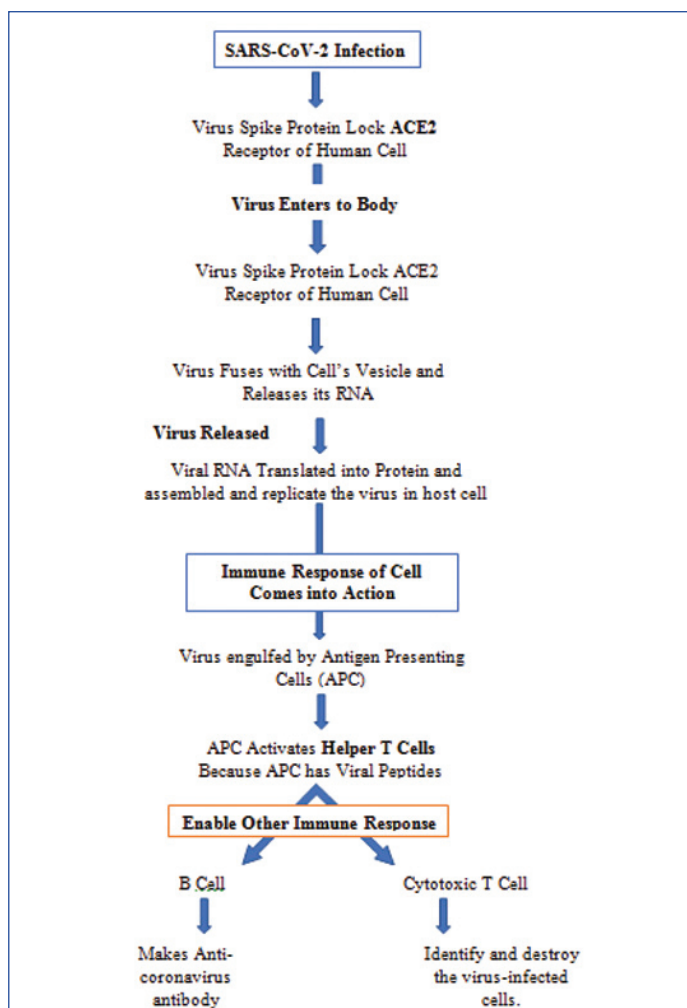 SARS-CoV-2 Infection
Virus Spike Protein Lock ACE2
Receptor of Human Cell
Virus Enters to Body
Virus Spike Protein Lock ACE2
Receptor of Human Cell
Virus Fuses with Cell's Vesicle and
Releases its RNA
Virus Released
Viral RNA Translated into Protein and
assembled and replicate the virus in host cell
Immune Response of Cell
Comes into Action
Virus engulfed by Antigen Presenting
Cells (APC)
APC Activates Helper T Cells
Because APC has Viral Peptides
Enable Other Immune Response
B Cell
Cytotoxic T Cell
Makes Anti-
coronavirus
antibody
Identify and destroy
the virus-infected
cells.